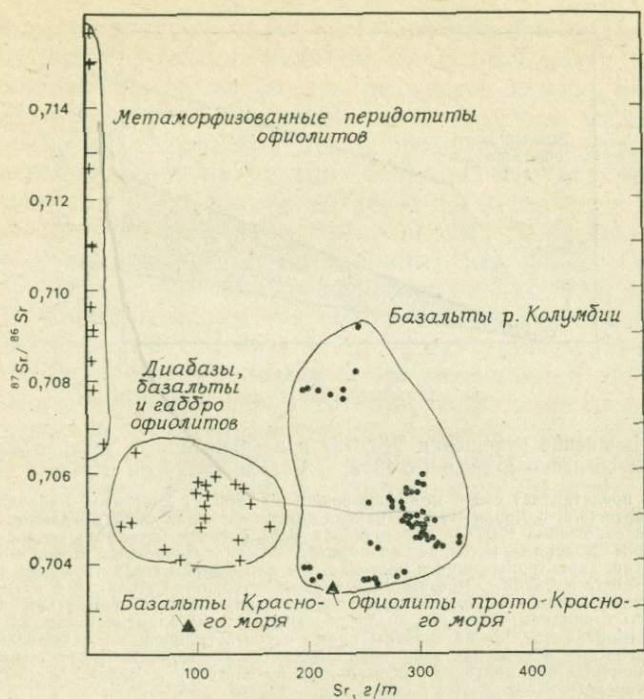 0,714
Метаморфизованные перидотиты
офиолитов
0,712
0,710
Базальты р. Колумбии
⁸⁷Sr/⁸⁶Sr
0,708
Диабазы,
базальты
и габбро
офиолитов
0,706
0,704
Базальты Красно-
го моря
Офиолиты прото-Красно-
го моря
100
200
300
400
Sr, г/т